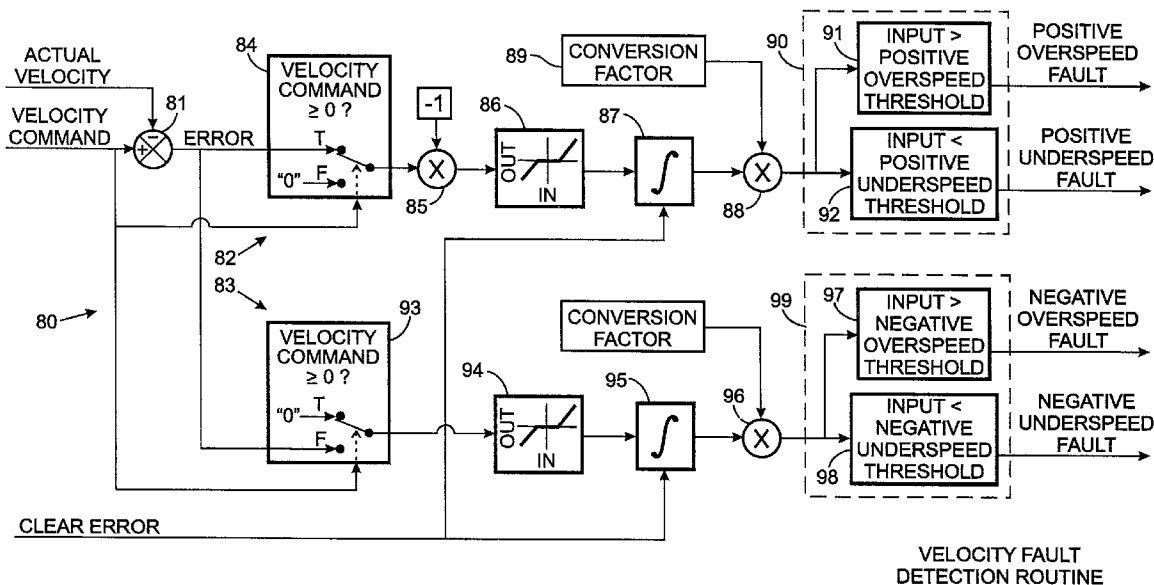 ACTUAL
VELOCITY
VELOCITY
COMMAND
81
−
+
ERROR
84
VELOCITY
COMMAND
≥ 0 ?
T
F
"0"
82
-1
85
86
OUT
IN
87
∫
89
CONVERSION
FACTOR
X
X
88
90
91
INPUT >
POSITIVE
OVERSPEED
THRESHOLD
POSITIVE
OVERSPEED
FAULT
92
INPUT <
POSITIVE
UNDERSPEED
THRESHOLD
POSITIVE
UNDERSPEED
FAULT
80
83
93
VELOCITY
COMMAND
≥ 0 ?
"0"
T
F
94
OUT
IN
95
∫
CONVERSION
FACTOR
96
X
99
97
INPUT >
NEGATIVE
OVERSPEED
THRESHOLD
NEGATIVE
OVERSPEED
FAULT
INPUT <
NEGATIVE
UNDERSPEED
THRESHOLD
98
NEGATIVE
UNDERSPEED
FAULT
CLEAR ERROR
VELOCITY FAULT
DETECTION ROUTINE